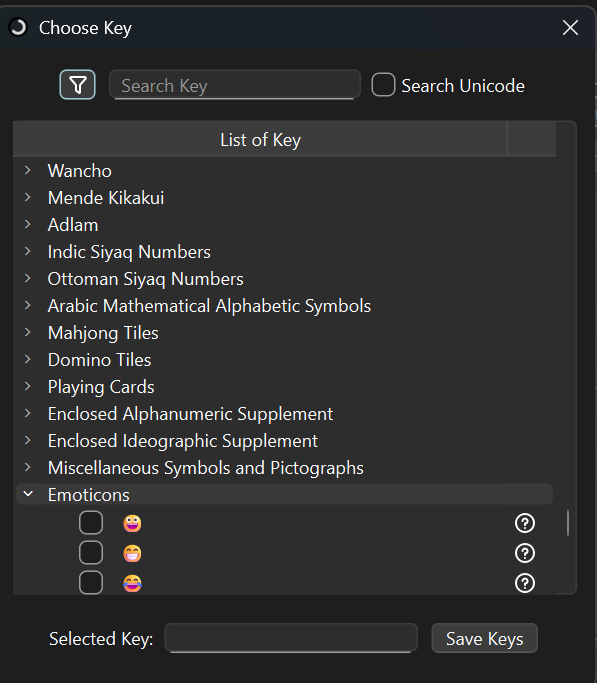 Choose Key
Search Key
Search Unicode
List of Key
Wancho
Mende Kikakui
Adlam
Indic Siyaq Numbers
Ottoman Siyaq Numbers
Arabic Mathematical Alphabetic Symbols
Mahjong Tiles
Domino Tiles
Playing Cards
Enclosed Alphanumeric Supplement
Enclosed Ideographic Supplement
Miscellaneous Symbols and Pictographs
Emoticons
😀
😁
😂
Selected Key:
Save Keys